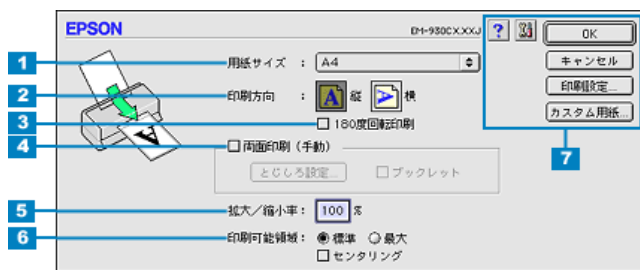 EPSON
EM-930CX.XXJ
?
OK
1
用紙サイズ :
A4
キャンセル
2
印刷方向 :
A 縦
A 横
印刷設定...
3
180度回転印刷
カスタム用紙...
4
両面印刷(手動)
7
とじしろ設定...
ブックレット
5
拡大/縮小率:
100 %
6
印刷可能領域:
標準
最大
センタリング
A